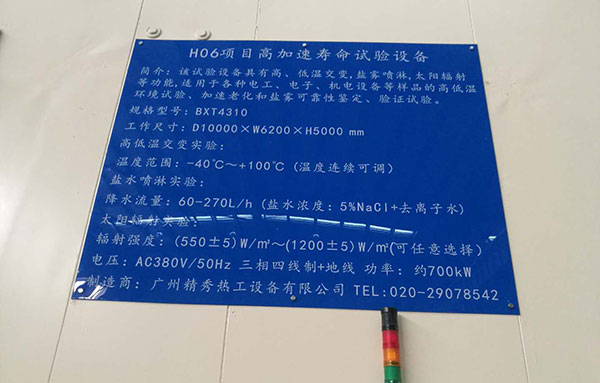 H06项目高加速寿命试验设备
简介: 该试验设备具有高、低温交变,盐雾喷淋,太阳辐射
等功能,适用于各种电工、电子、机电设备等样品的高低温
环境试验、加速老化和盐雾可靠性鉴定、验证试验。
规格型号: BXT4310
工作尺寸: D10000×W6200×H5000 mm
高低温交变实验:
温度范围: -40℃~+100℃ (温度连续可调)
盐水喷淋实验:
降水流量: 60-270L/h (盐水浓度: 5%NaCl+去离子水)
太阳辐射实验:
辐射强度: (550±5)W/㎡~(1200±5)W/㎡(可任意选择)
电压: AC380V/50Hz 三相四线制+地线 功率: 约700kW
制造商: 广州精秀热工设备有限公司 TEL:020-29078542